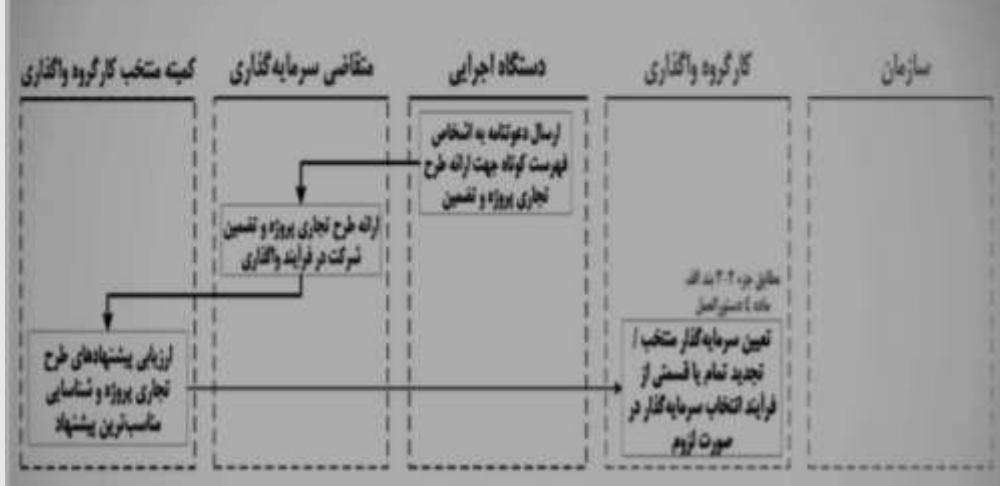 سازمان
کارگروه واگذاری
دستگاه اجرایی
متقاضی سرمایه‌گذاری
کمیته منتخب کارگروه واگذاری
ارسال دعوتنامه به اشخاص
فهرست کوتاه جهت ارائه طرح
تجاری پروژه و تضمین
ارائه طرح تجاری پروژه و تضمین
شرکت در فرآیند واگذاری
ارزیابی پیشنهادهای طرح
تجاری پروژه و شناسایی
مناسب‌ترین پیشنهاد
مطابق جزء ۲-۳ بند الف
ماده ٤ دستورالعمل
تعیین سرمایه‌گذار منتخب /
تجدید تمام یا قسمتی از
فرآیند انتخاب سرمایه‌گذار در
صورت لزوم